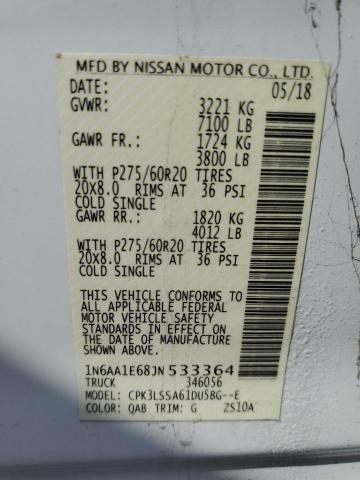 MFD BY NISSAN MOTOR CO., LTD.
DATE: 05/18
GVWR: 3221 KG
7100 LB
GAWR FR.: 1724 KG
3800 LB
WITH P275/60R20 TIRES
20X8.0 RIMS AT 36 PSI
COLD SINGLE
GAWR RR.: 1820 KG
4012 LB
WITH P275/60R20 TIRES
20X8.0 RIMS AT 36 PSI
COLD SINGLE
THIS VEHICLE CONFORMS TO
ALL APPLICABLE FEDERAL
MOTOR VEHICLE SAFETY
STANDARDS IN EFFECT ON
THE DATE OF MANUFACTURE
SHOWN ABOVE.
1N6AA1E68JN533364
TRUCK 346056
MODEL: CPK3LSSA61DU5BG--E
COLOR: QAB TRIM: G ZS10A